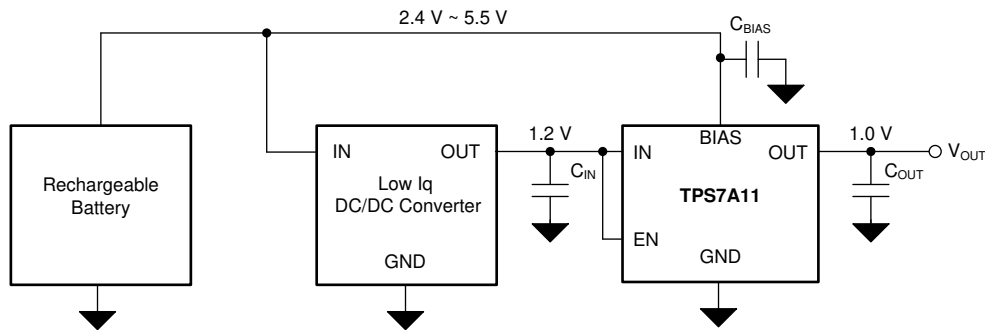 2.4 V ~ 5.5 V
CBIAS
Rechargeable
Battery
IN
OUT
Low Iq
DC/DC Converter
GND
1.2 V
CIN
IN
BIAS
OUT
TPS7A11
EN
GND
1.0 V
COUT
VOUT